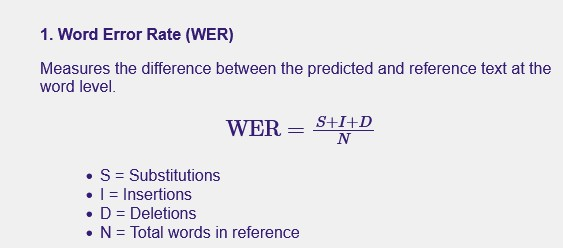 1. Word Error Rate (WER)
Measures the difference between the predicted and reference text at the
word level.
WER = \frac{S+I+D}{N}
• S = Substitutions
• I = Insertions
• D = Deletions
• N = Total words in reference